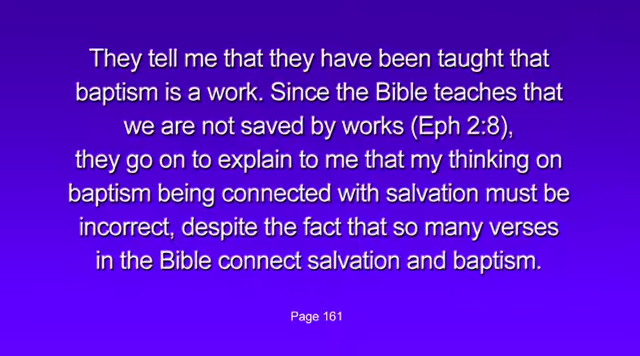 They tell me that they have been taught that
baptism is a work. Since the Bible teaches that
we are not saved by works (Eph 2:8),
they go on to explain to me that my thinking on
baptism being connected with salvation must be
incorrect, despite the fact that so many verses
in the Bible connect salvation and baptism.
Page 161